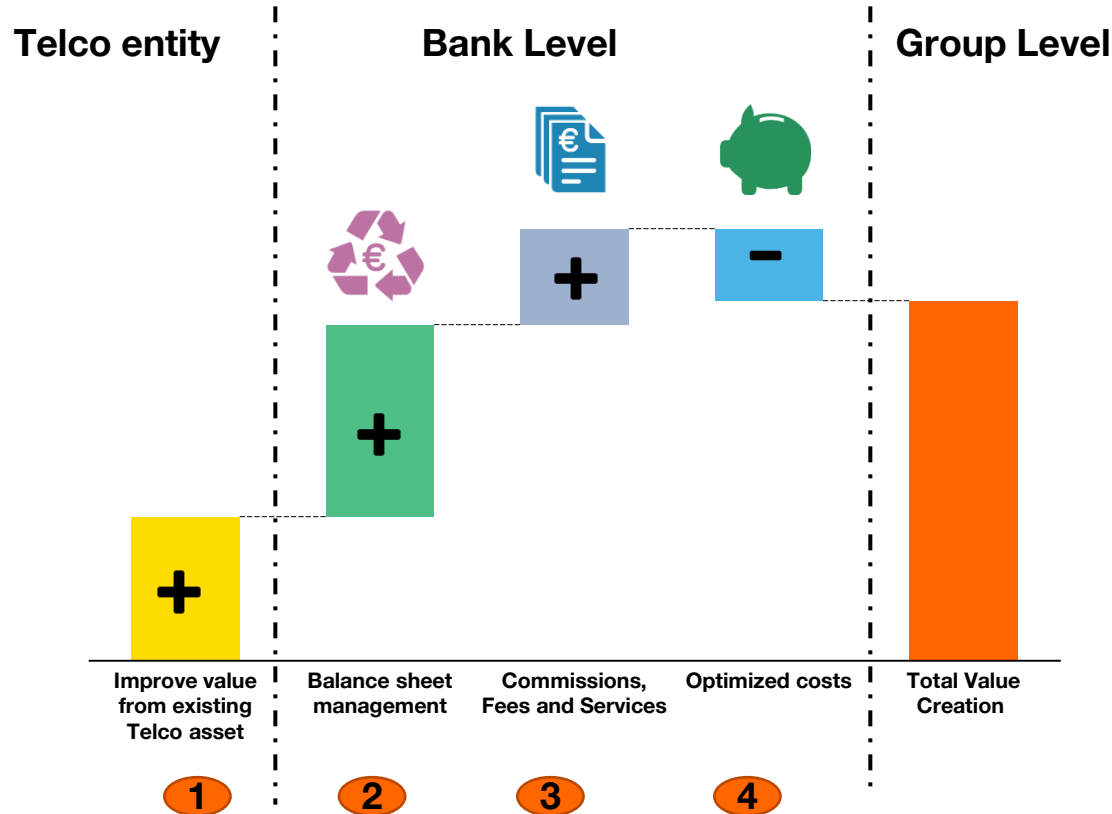 Telco entity
Bank Level
Group Level
€
€
+
+
+
-
Improve value
from existing
Telco asset
Balance sheet
management
Commissions,
Fees and Services
Optimized costs
Total Value
Creation
1
2
3
4